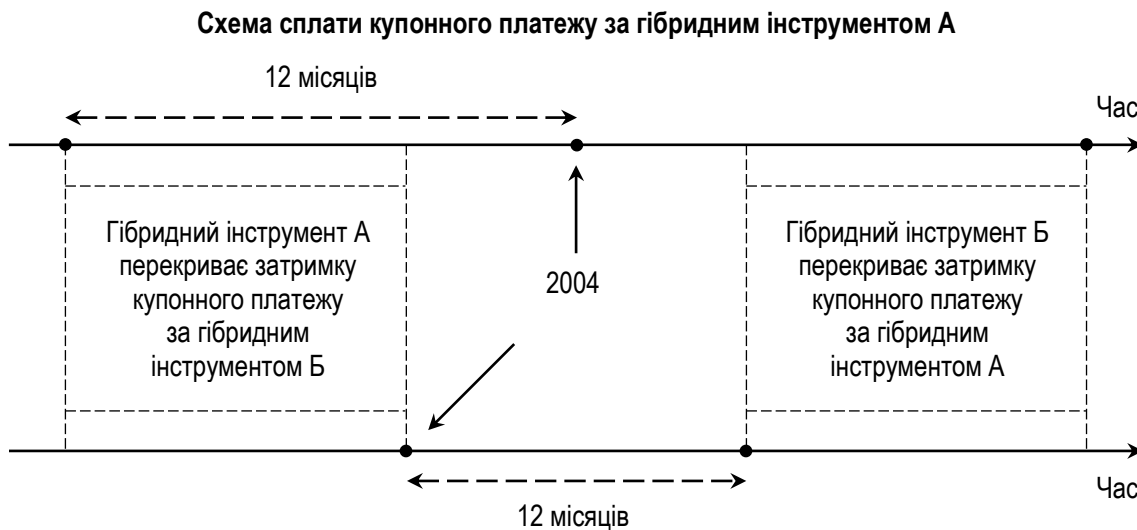 Схема сплати купонного платежу за гібридним інструментом А
12 місяців
Час
Гібридний інструмент А
перекриває затримку
купонного платежу
за гібридним
інструментом Б
2004
Гібридний інструмент Б
перекриває затримку
купонного платежу
за гібридним
інструментом А
Час
12 місяців